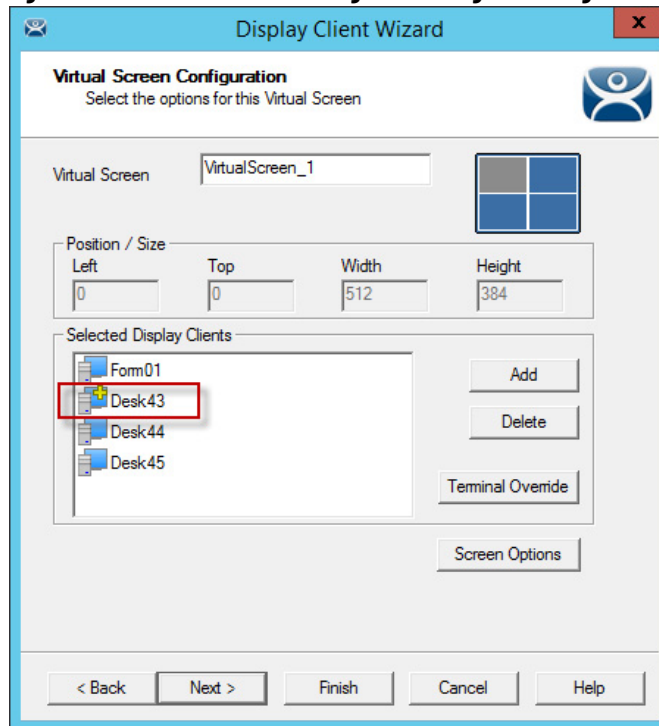 Display Client Wizard
x
Virtual Screen Configuration
Select the options for this Virtual Screen
Virtual Screen
VirtualScreen_1
Position / Size
Left Top Width Height
0 0 512 384
Selected Display Clients
Form01
Desk43
Desk44
Desk45
Add
Delete
Terminal Override
Screen Options
< Back Next > Finish Cancel Help